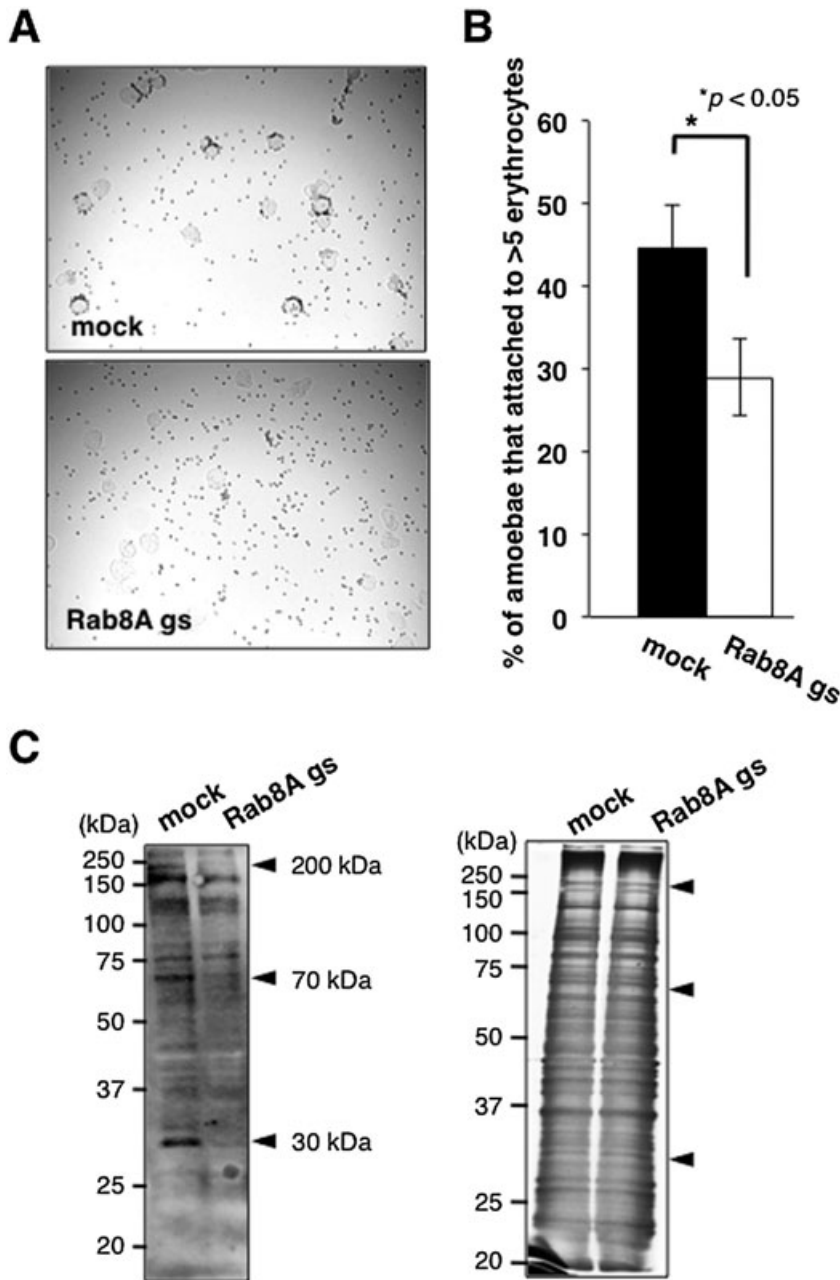 A
mock
Rab8A gs
B
% of amoebae that attached to >5 erythrocytes
*p < 0.05
*
60
50
40
30
20
10
0
mock
Rab8A gs
C
(kDa)
mock
Rab8A gs
250
150
100
75
50
37
25
20
200 kDa
70 kDa
30 kDa
(kDa)
mock
Rab8A gs
250
150
100
75
50
37
25
20